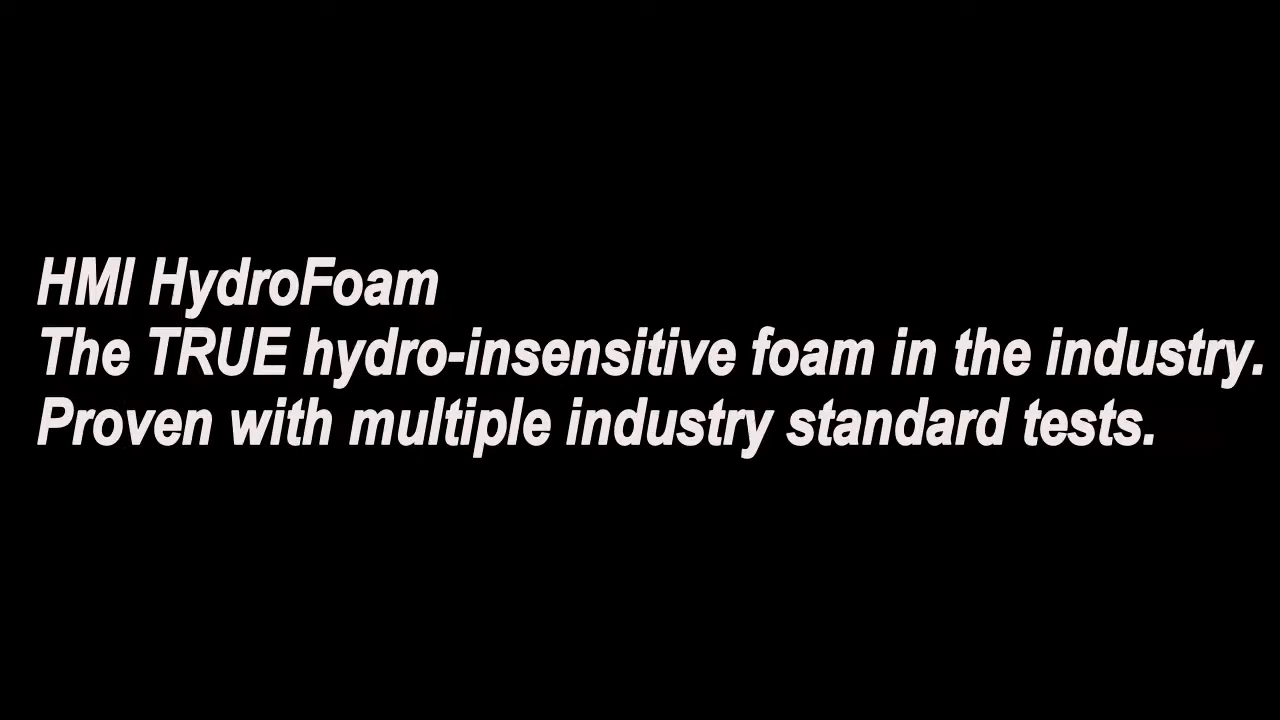 HMI HydroFoam
The TRUE hydro-insensitive foam in the industry.
Proven with multiple industry standard tests.